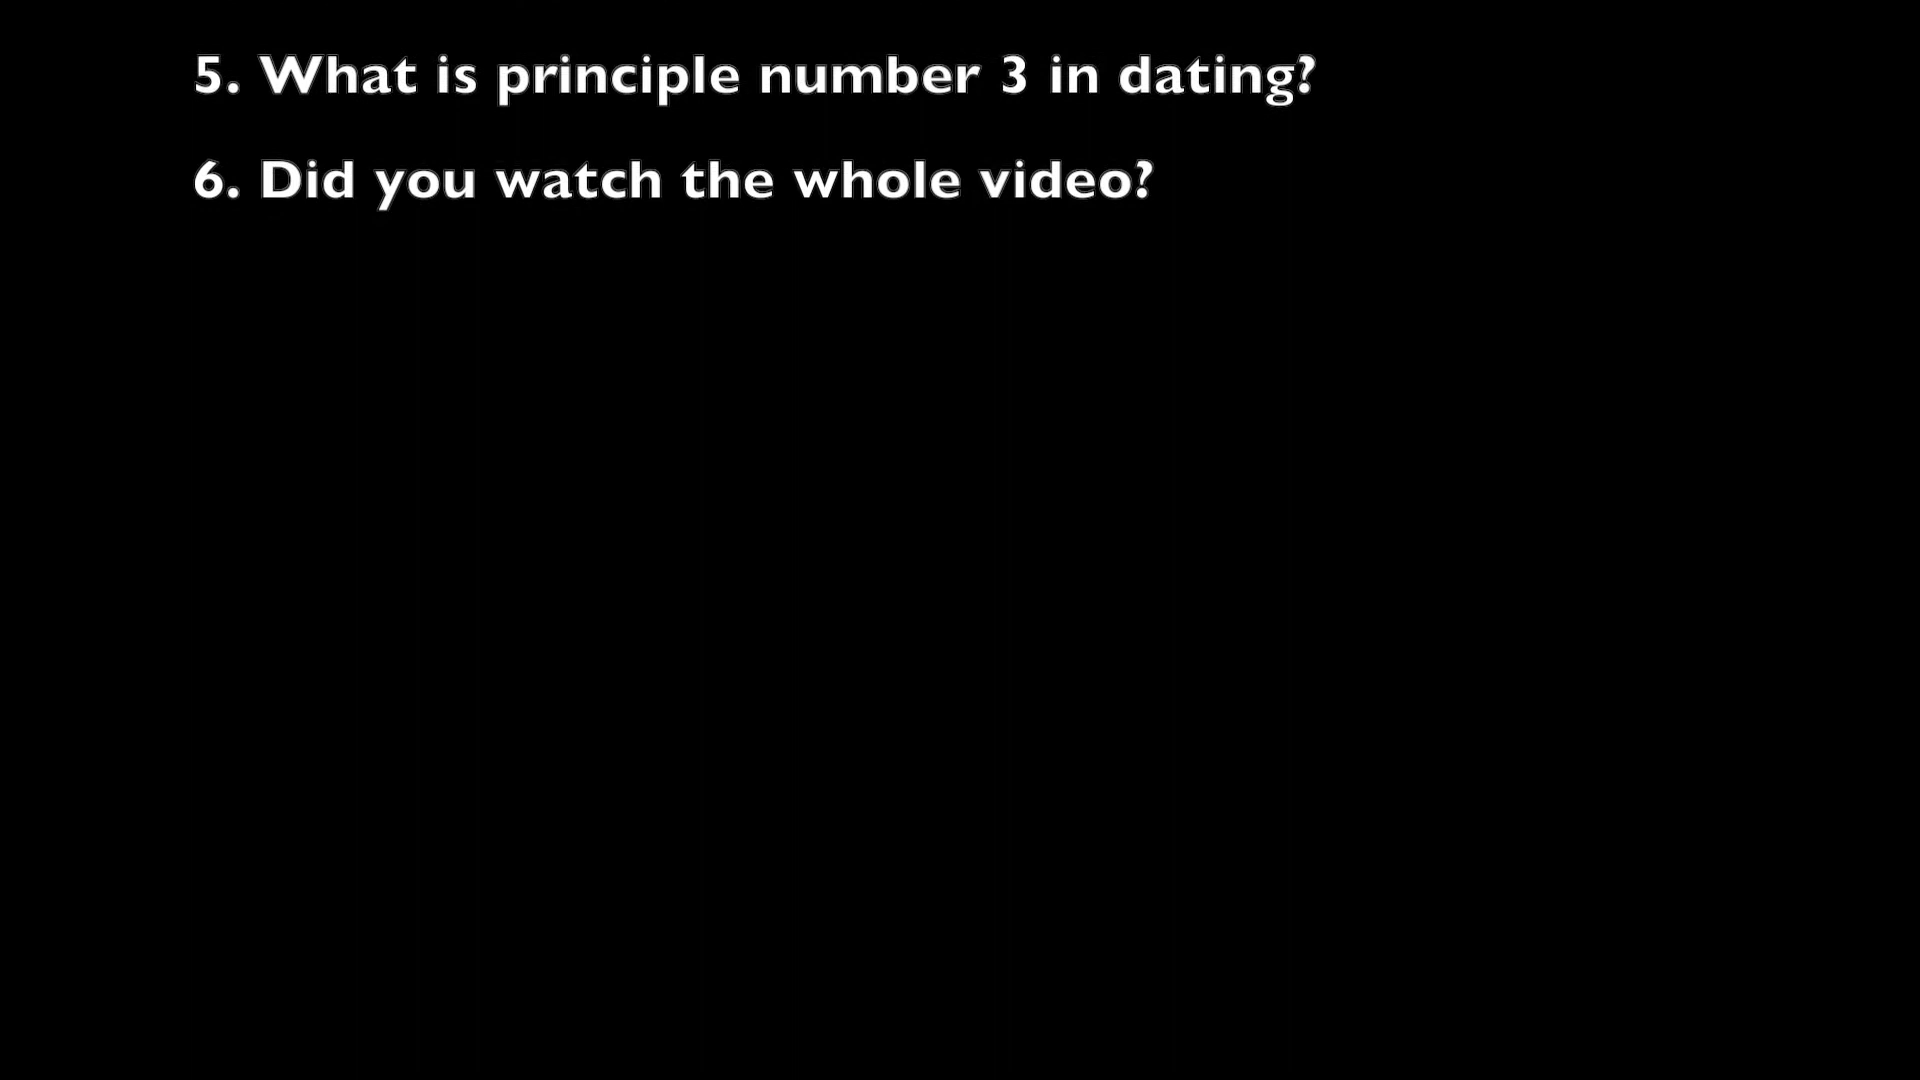 5. What is principle number 3 in dating?
6. Did you watch the whole video?